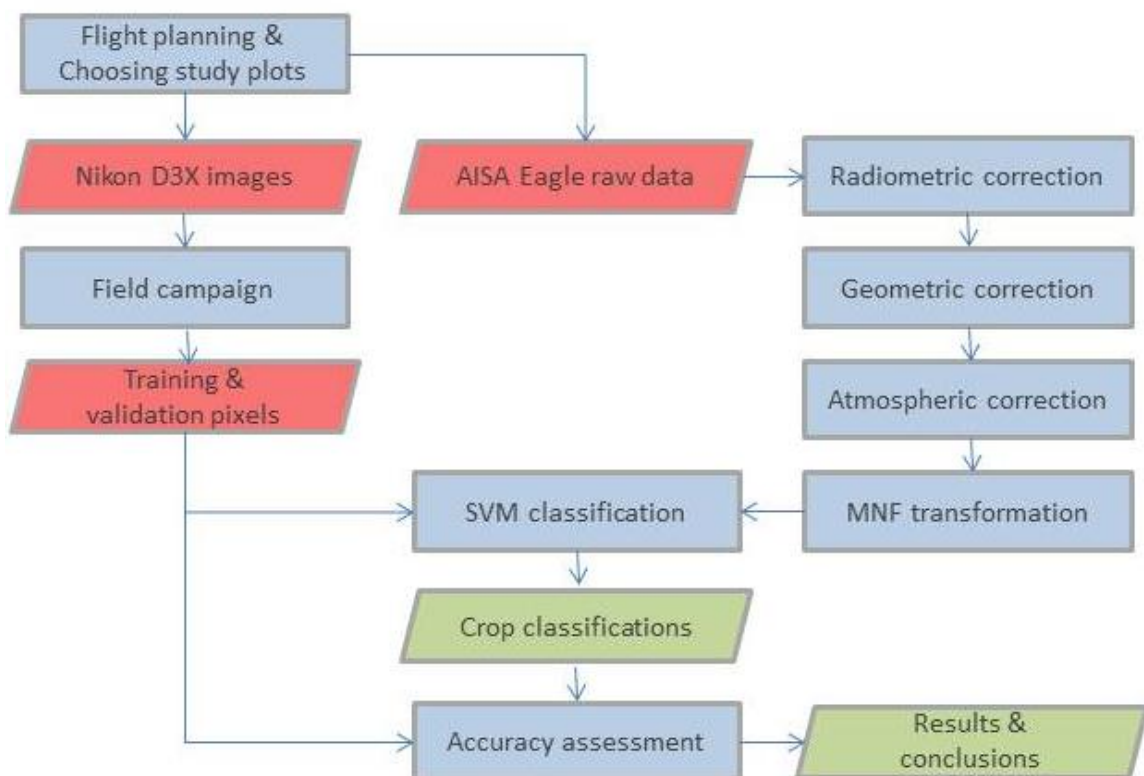 Flight planning &
Choosing study plots
Nikon D3X images
AISA Eagle raw data
Radiometric correction
Field campaign
Geometric correction
Training &
validation pixels
Atmospheric correction
SVM classification
MNF transformation
Crop classifications
Accuracy assessment
Results &
conclusions